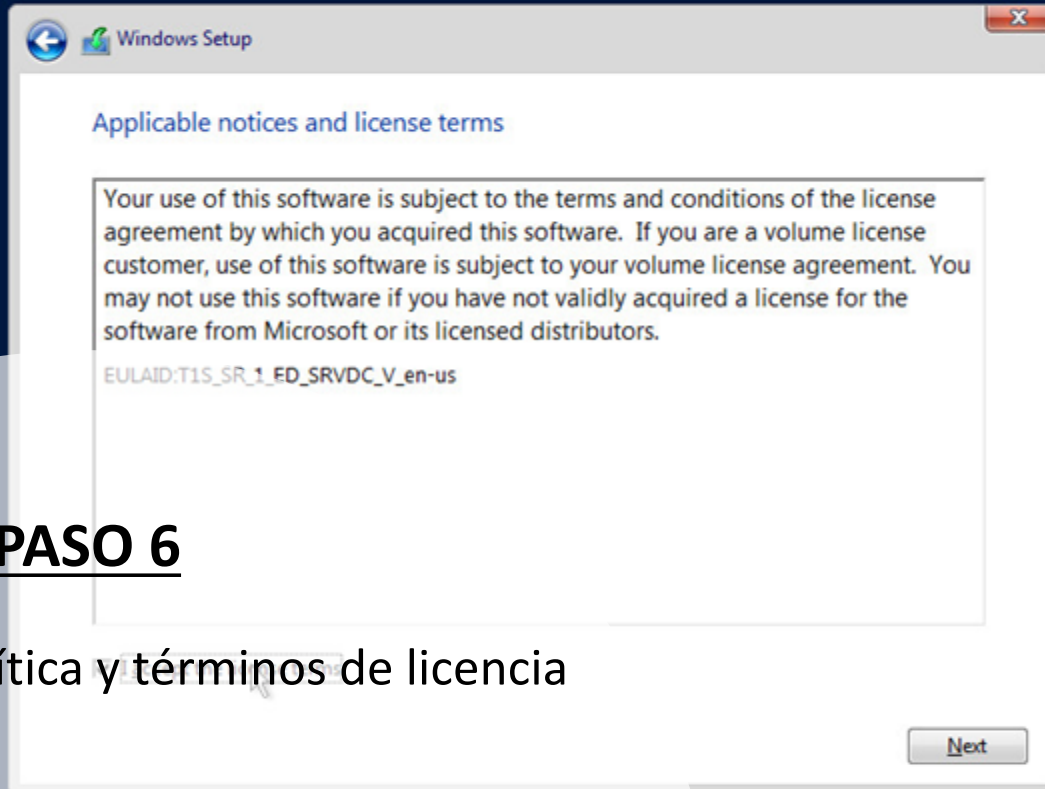 Windows Setup
Applicable notices and license terms
Your use of this software is subject to the terms and conditions of the license
agreement by which you acquired this software.  If you are a volume license
customer, use of this software is subject to your volume license agreement.  You
may not use this software if you have not validly acquired a license for the
software from Microsoft or its licensed distributors.
EULAID:T1S_SR_1_ED_SRVDC_V_en-us
PASO 6
ítica y términos de licencia
Next